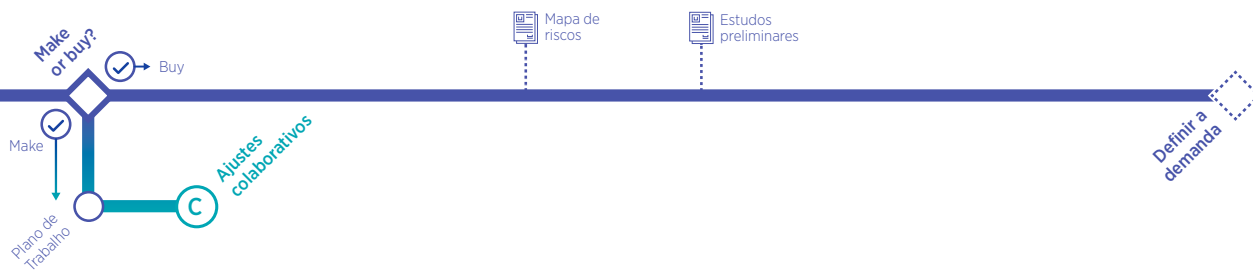 Make
or buy?
Buy
Mapa de
riscos
Estudos
preliminares
Make
Ajustes
colaborativos
C
Plano de
Trabalho
Definir a
demanda